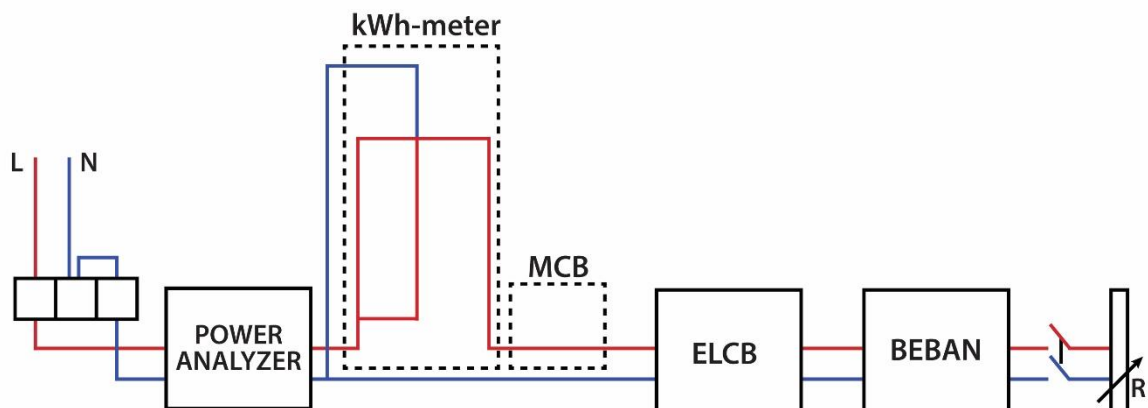 kWh-meter
L
N
MCB
POWER
ANALYZER
ELCB
BEBAN
R